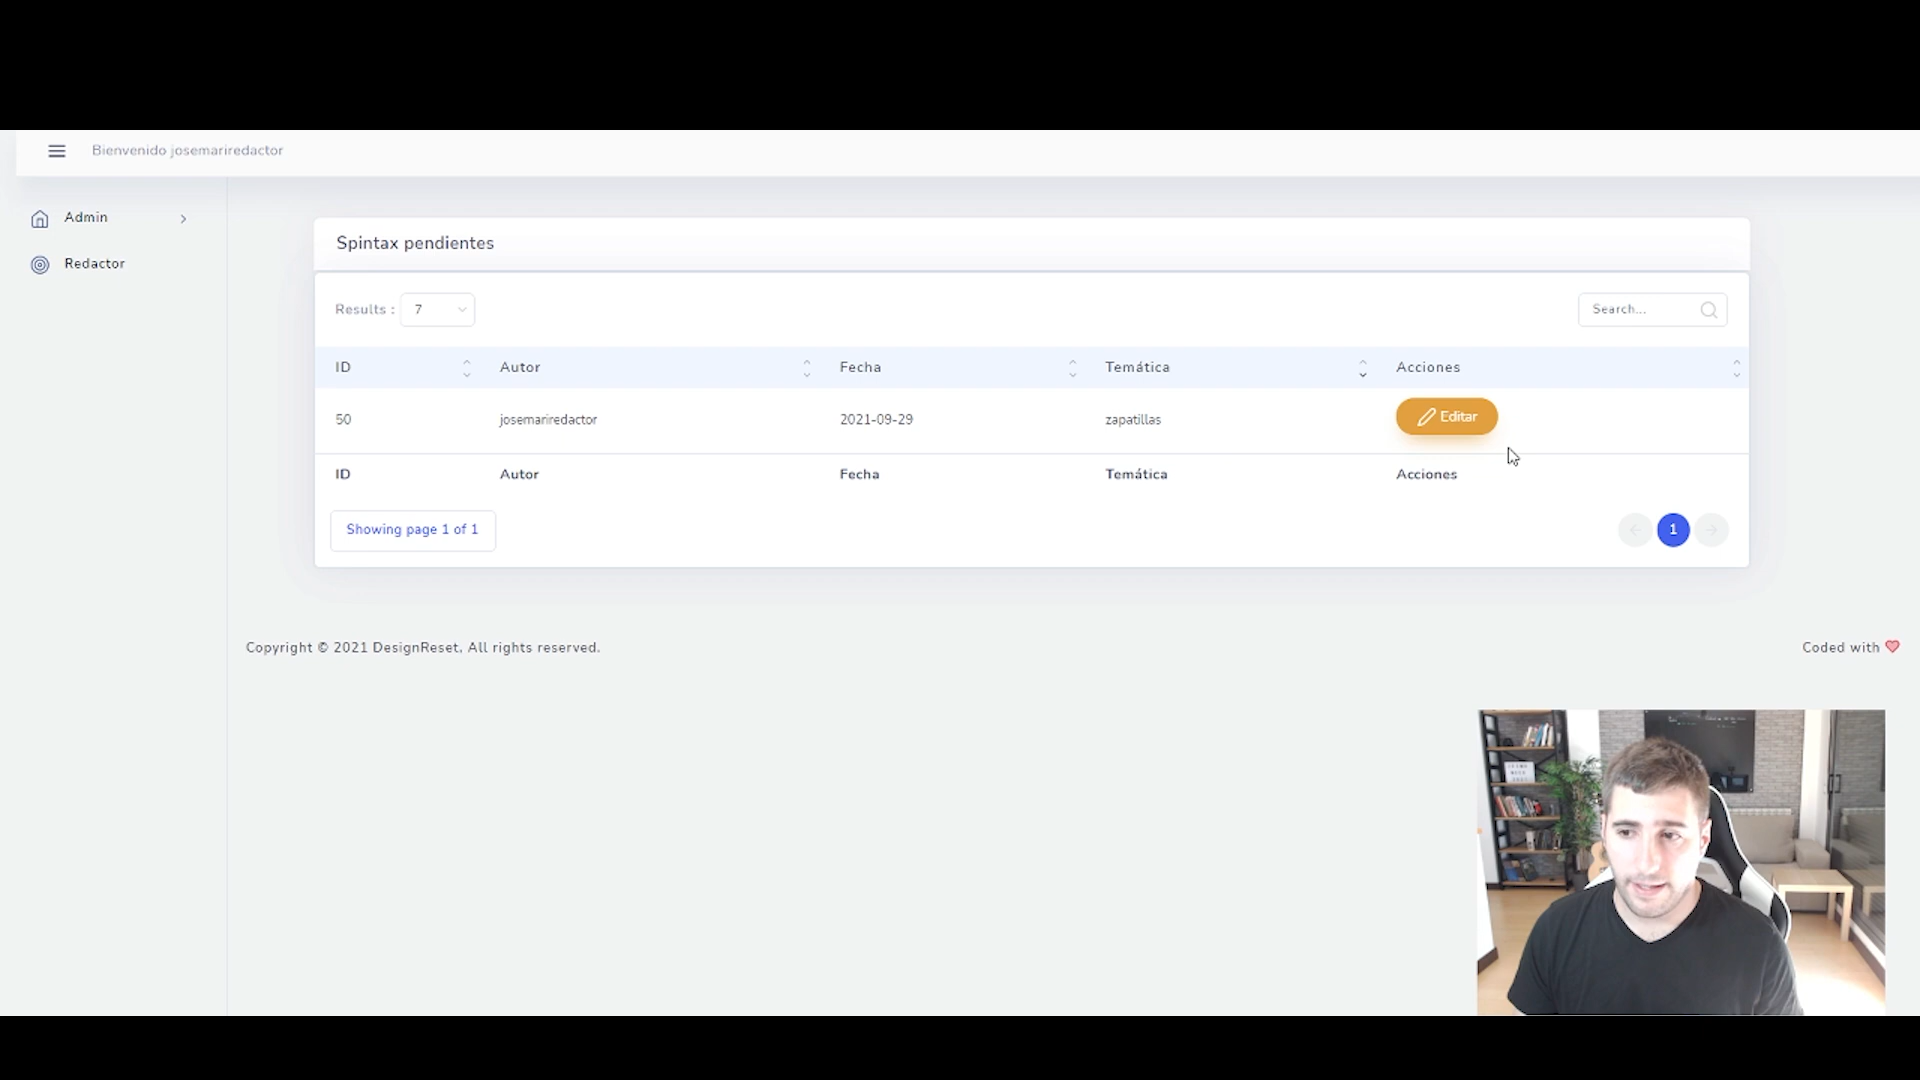 Bienvenido josemariredactor
Admin
Redactor
Spintax pendientes
Results : 7
Search...
ID Autor Fecha Temática Acciones
50 josemariredactor 2021-09-29 zapatillas Editar
ID Autor Fecha Temática Acciones
Showing page 1 of 1
1
Copyright © 2021 DesignReset, All rights reserved.
Coded with